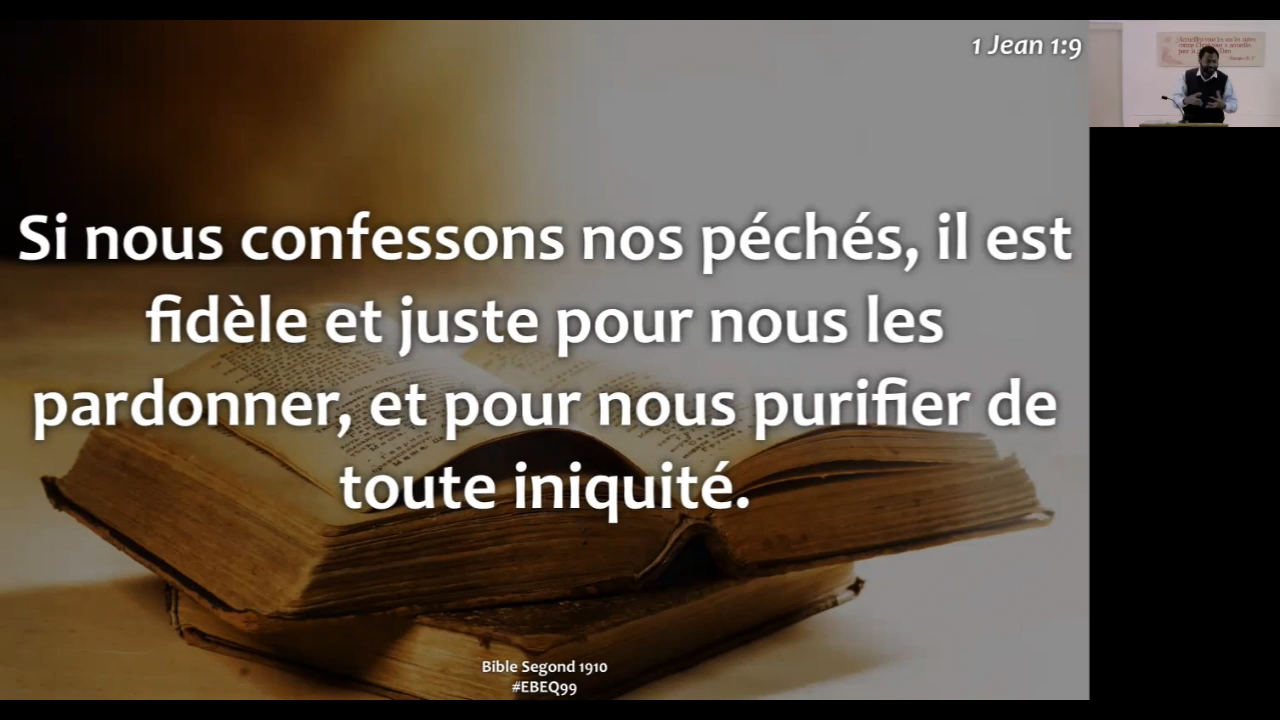 1 Jean 1:9
Si nous confessons nos péchés, il est
fidèle et juste pour nous les
pardonner, et pour nous purifier de
toute iniquité.
Bible Segond 1910
#EBEQ99